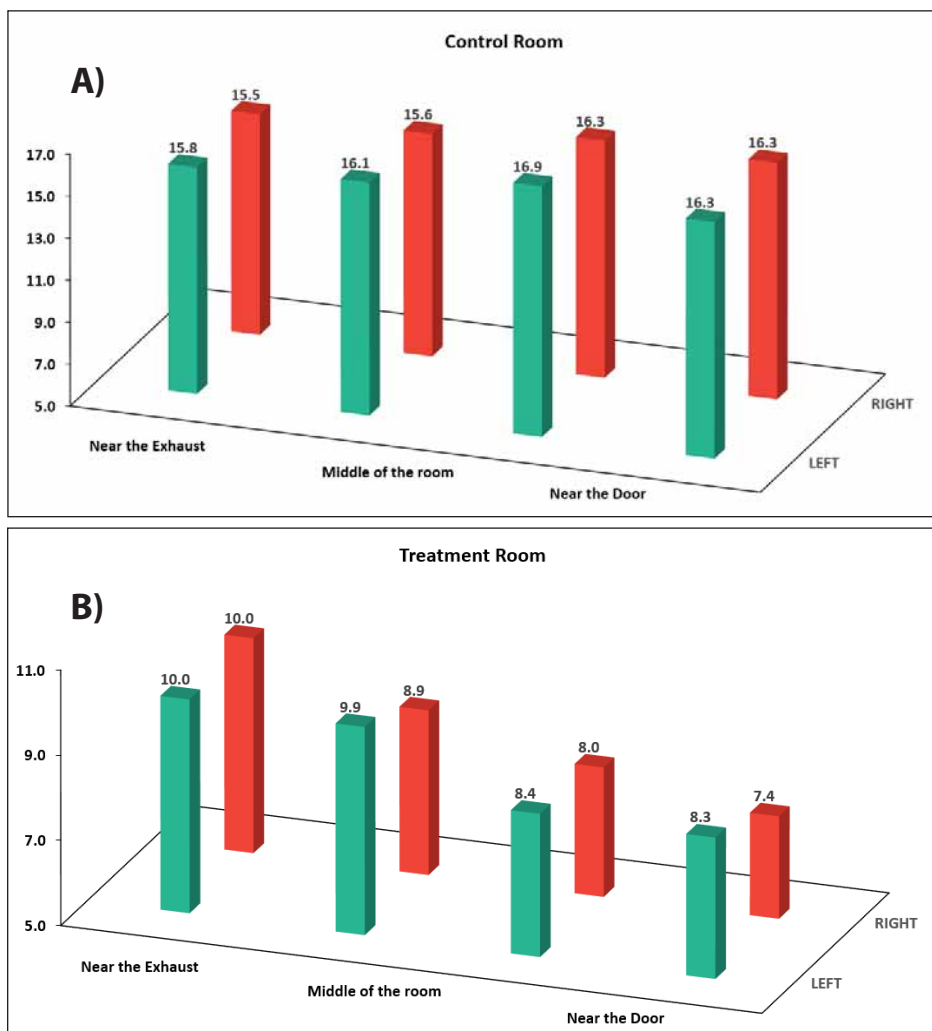 Control Room
A)
15.5
15.6
16.3
16.3
15.8
16.1
16.9
16.3
17.0
15.0
13.0
11.0
9.0
7.0
5.0
RIGHT
LEFT
Near the Exhaust
Middle of the room
Near the Door
Treatment Room
B)
10.0
8.9
8.0
7.4
10.0
9.9
8.4
8.3
11.0
9.0
7.0
5.0
RIGHT
LEFT
Near the Exhaust
Middle of the room
Near the Door